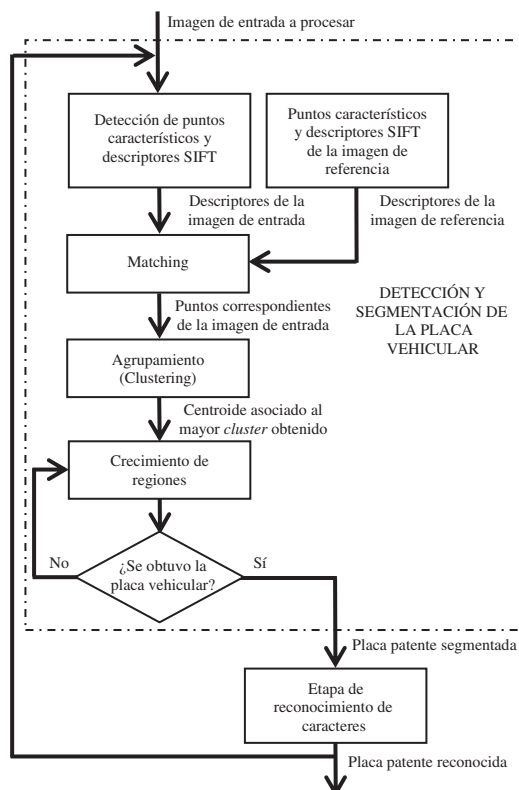 Imagen de entrada a procesar
Detección de puntos
característicos y
descriptores SIFT
Puntos característicos
y descriptores SIFT
de la imagen de
referencia
Descriptores de la
imagen de entrada
Descriptores de la
imagen de referencia
Matching
Puntos correspondientes
de la imagen de entrada
DETECCIÓN Y
SEGMENTACIÓN DE
LA PLACA
VEHICULAR
Agrupamiento
(Clustering)
Centroide asociado al
mayor cluster obtenido
Crecimiento de
regiones
No
¿Se obtuvo la
placa vehicular?
Sí
Placa patente segmentada
Etapa de
reconocimiento de
caracteres
Placa patente reconocida